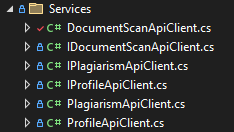 Services
C# DocumentScanApiClient.cs
C# IDocumentScanApiClient.cs
C# IPlagiarismApiClient.cs
C# IProfileApiClient.cs
C# PlagiarismApiClient.cs
C# ProfileApiClient.cs